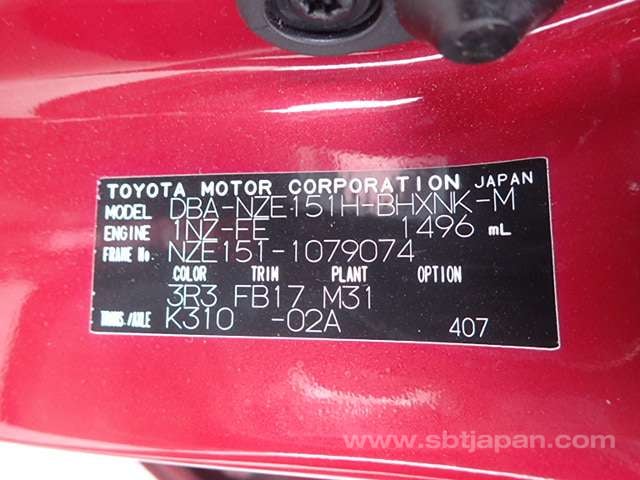 TOYOTA MOTOR CORPORATION JAPAN
MODEL DBA-NZE151H-BHXNK-M
ENGINE 1NZ-FE 1496 mL
FRAME No. NZE151-1079074
COLOR TRIM PLANT OPTION
3R3 FB17 M31
TRANS./AXLE K310 -02A 407
www.sbtjapan.com